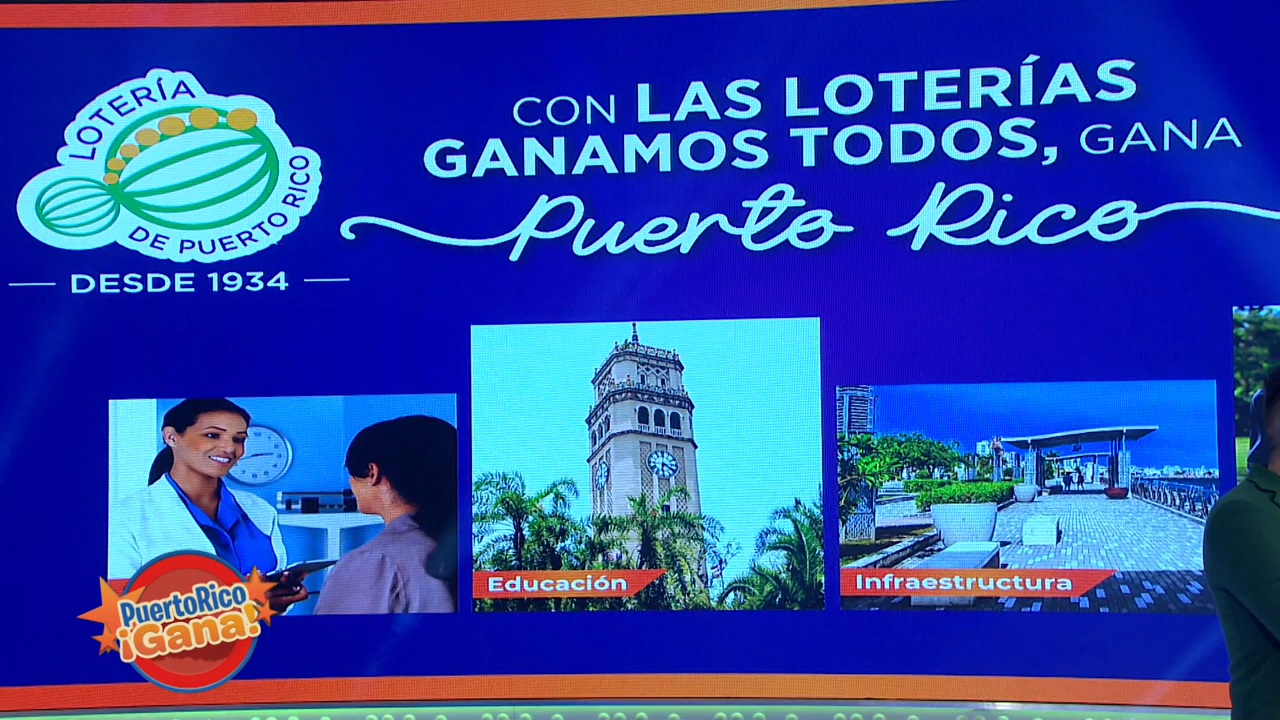 LOTERÍA
DE PUERTO RICO
DESDE 1934
CON LAS LOTERÍAS
GANAMOS TODOS, GANA
Puerto Rico
Educación
Infraestructura
PuertoRico
¡Gana!